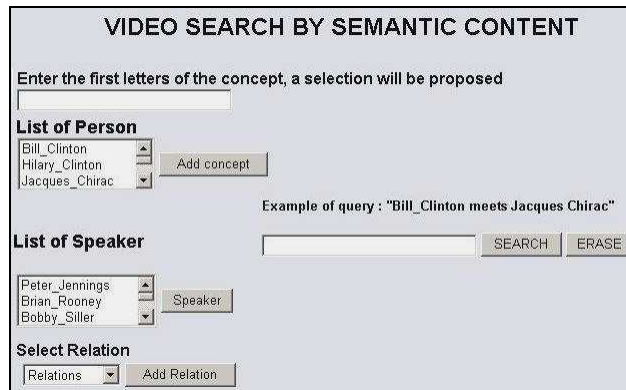 VIDEO SEARCH BY SEMANTIC CONTENT
Enter the first letters of the concept, a selection will be proposed
List of Person
Bill_Clinton
Hilary_Clinton
Jacques_Chirac
Add concept
Example of query : "Bill_Clinton meets Jacques Chirac"
List of Speaker
SEARCH
ERASE
Peter_Jennings
Brian_Rooney
Bobby_Siller
Speaker
Select Relation
Relations
Add Relation